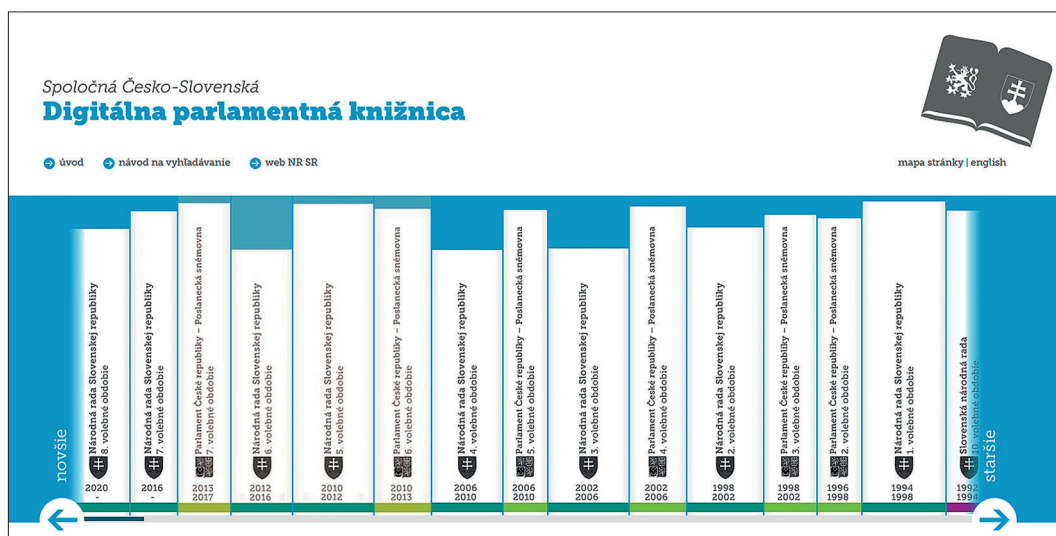 Spoločná Česko-Slovenská
Digitálna parlamentná knižnica
úvod
návod na vyhľadávanie
web NR SR
mapa stránky | english
novšie
Národná rada Slovenskej republiky
8. volebné obdobie
2020
-
Národná rada Slovenskej republiky
7. volebné obdobie
2016
-
Parlament České republiky – Poslanecká sněmovna
7. volebné obdobie
2013
2017
Národná rada Slovenskej republiky
6. volebné obdobie
2012
2016
Národná rada Slovenskej republiky
5. volebné obdobie
2010
2012
Parlament České republiky – Poslanecká sněmovna
6. volebné obdobie
2010
2013
Národná rada Slovenskej republiky
4. volebné obdobie
2006
2010
Parlament České republiky – Poslanecká sněmovna
5. volebné obdobie
2006
2010
Národná rada Slovenskej republiky
3. volebné obdobie
2002
2006
Parlament České republiky – Poslanecká sněmovna
4. volebné obdobie
2002
2006
Národná rada Slovenskej republiky
2. volebné obdobie
1998
2002
Parlament České republiky – Poslanecká sněmovna
3. volebné obdobie
1998
2002
Parlament České republiky – Poslanecká sněmovna
2. volebné obdobie
1996
1998
Národná rada Slovenskej republiky
1. volebné obdobie
1994
1998
Slovenská národná rada
10. volebné obdobie
1992
1994
staršie